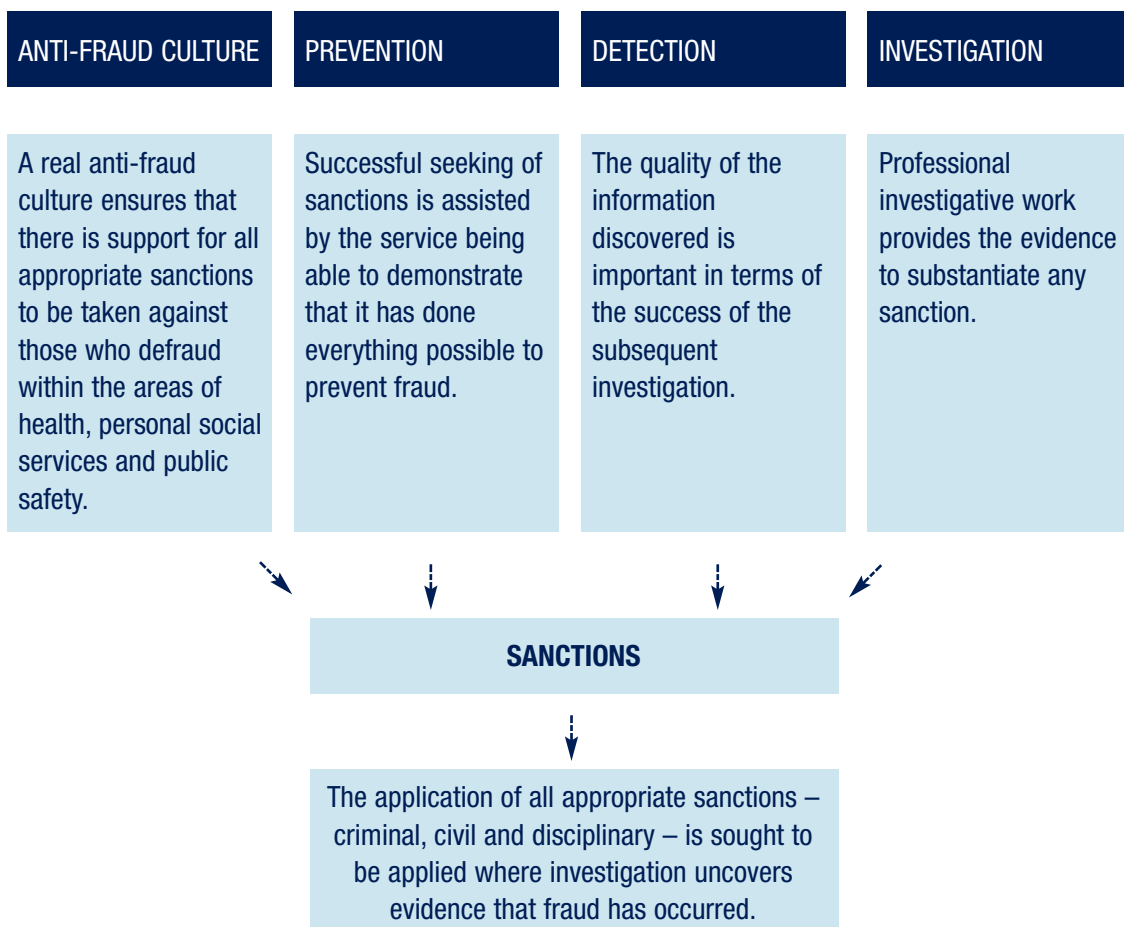 ANTI-FRAUD CULTURE
PREVENTION
DETECTION
INVESTIGATION
A real anti-fraud
culture ensures that
there is support for all
appropriate sanctions
to be taken against
those who defraud
within the areas of
health, personal social
services and public
safety.
Successful seeking of
sanctions is assisted
by the service being
able to demonstrate
that it has done
everything possible to
prevent fraud.
The quality of the
information
discovered is
important in terms of
the success of the
subsequent
investigation.
Professional
investigative work
provides the evidence
to substantiate any
sanction.
SANCTIONS
The application of all appropriate sanctions –
criminal, civil and disciplinary – is sought to
be applied where investigation uncovers
evidence that fraud has occurred.